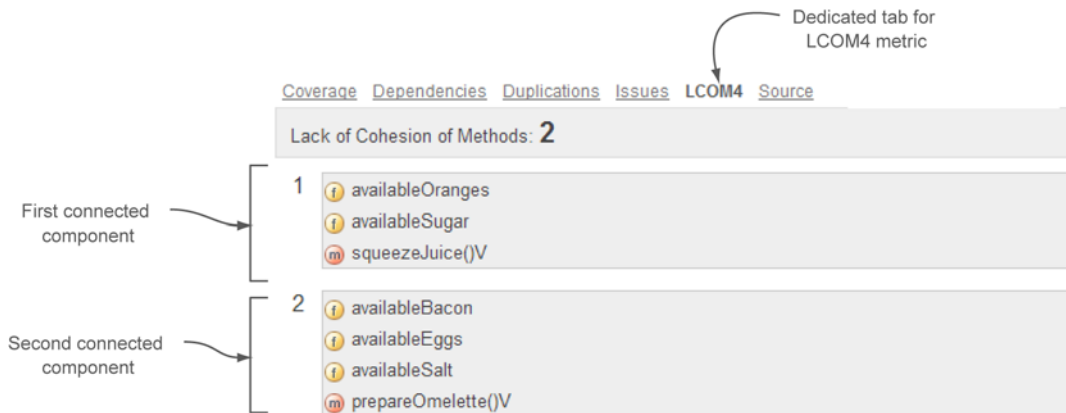 Dedicated tab for
LCOM4 metric
Coverage Dependencies Duplications Issues LCOM4 Source
Lack of Cohesion of Methods: 2
First connected
component
1
f availableOranges
f availableSugar
m squeezeJuice()V
Second connected
component
2
f availableBacon
f availableEggs
f availableSalt
m prepareOmelette()V